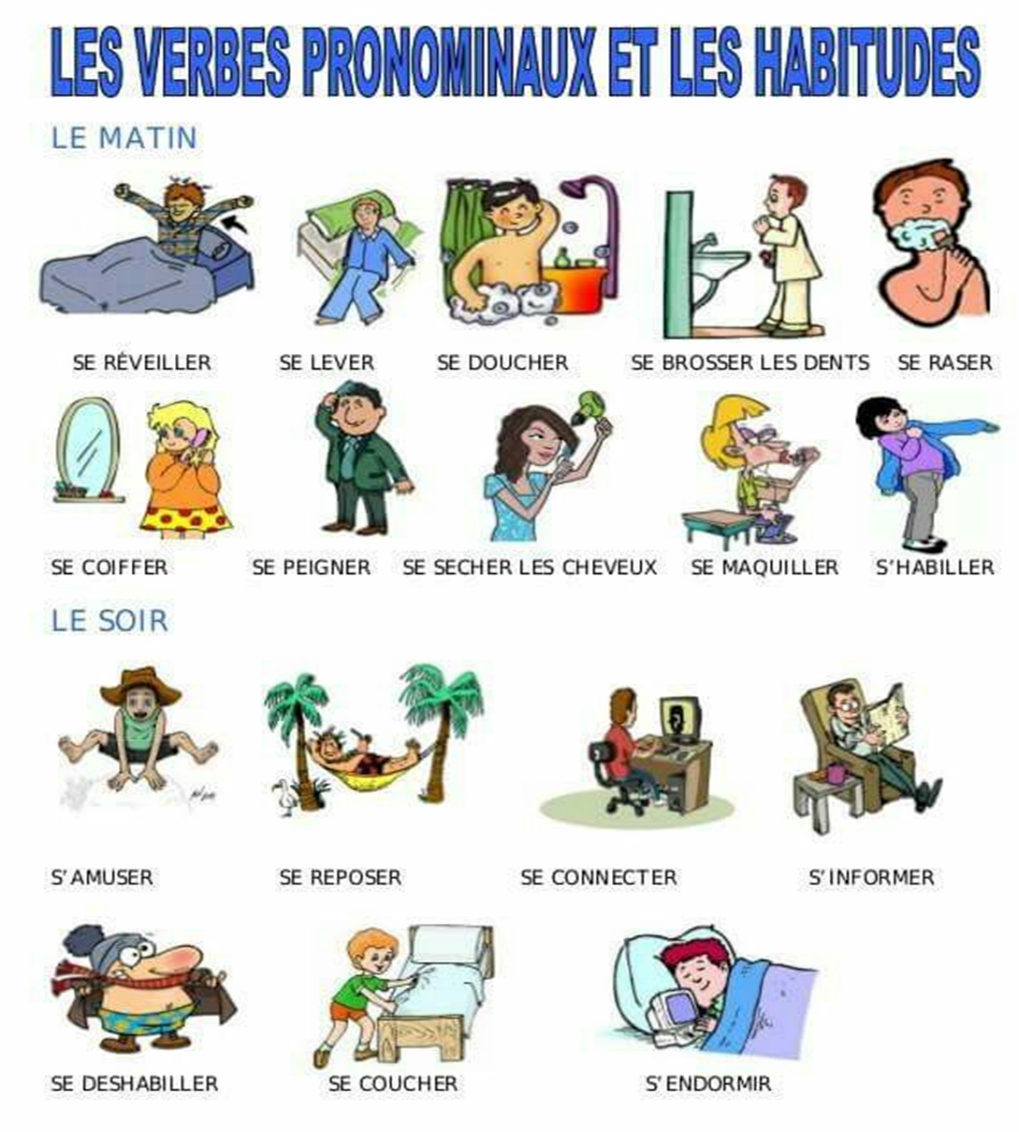 LES VERBES PRONOMINAUX ET LES HABITUDES
LE MATIN
SE RÉVEILLER SE LEVER SE DOUCHER SE BROSSER LES DENTS SE RASER
SE COIFFER SE PEIGNER SE SECHER LES CHEVEUX SE MAQUILLER S'HABILLER
LE SOIR
S'AMUSER SE REPOSER SE CONNECTER S'INFORMER
SE DESHABILLER SE COUCHER S'ENDORMIR